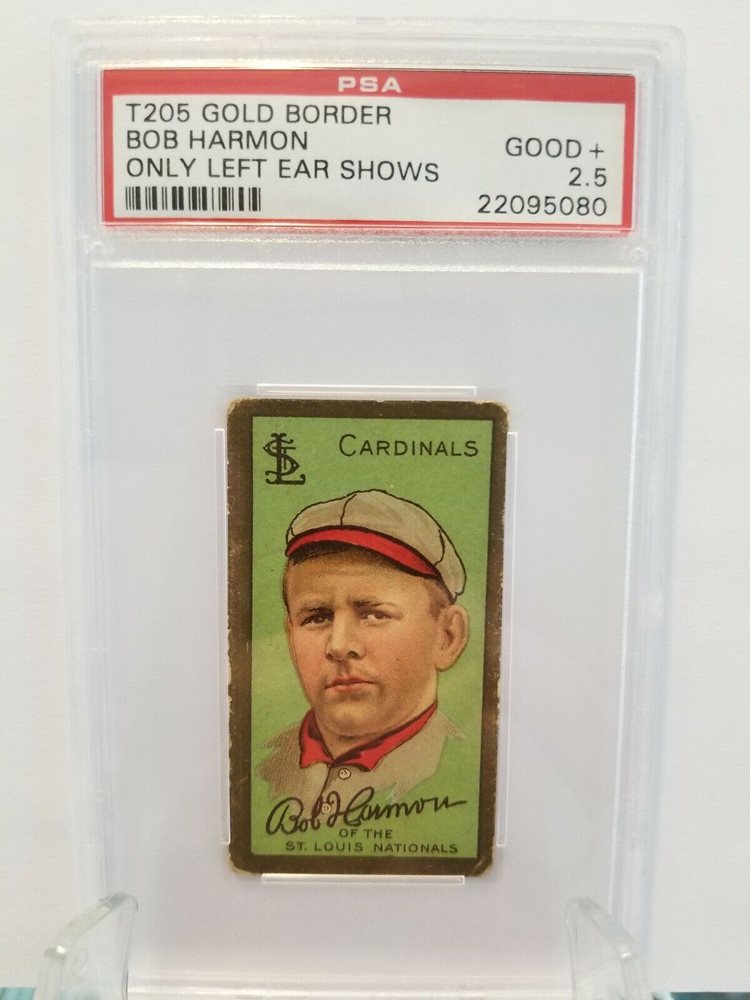 PSA
T205 GOLD BORDER
BOB HARMON
ONLY LEFT EAR SHOWS
GOOD +
2.5
22095080
STL
CARDINALS
Bob Harmon
OF THE
ST. LOUIS NATIONALS